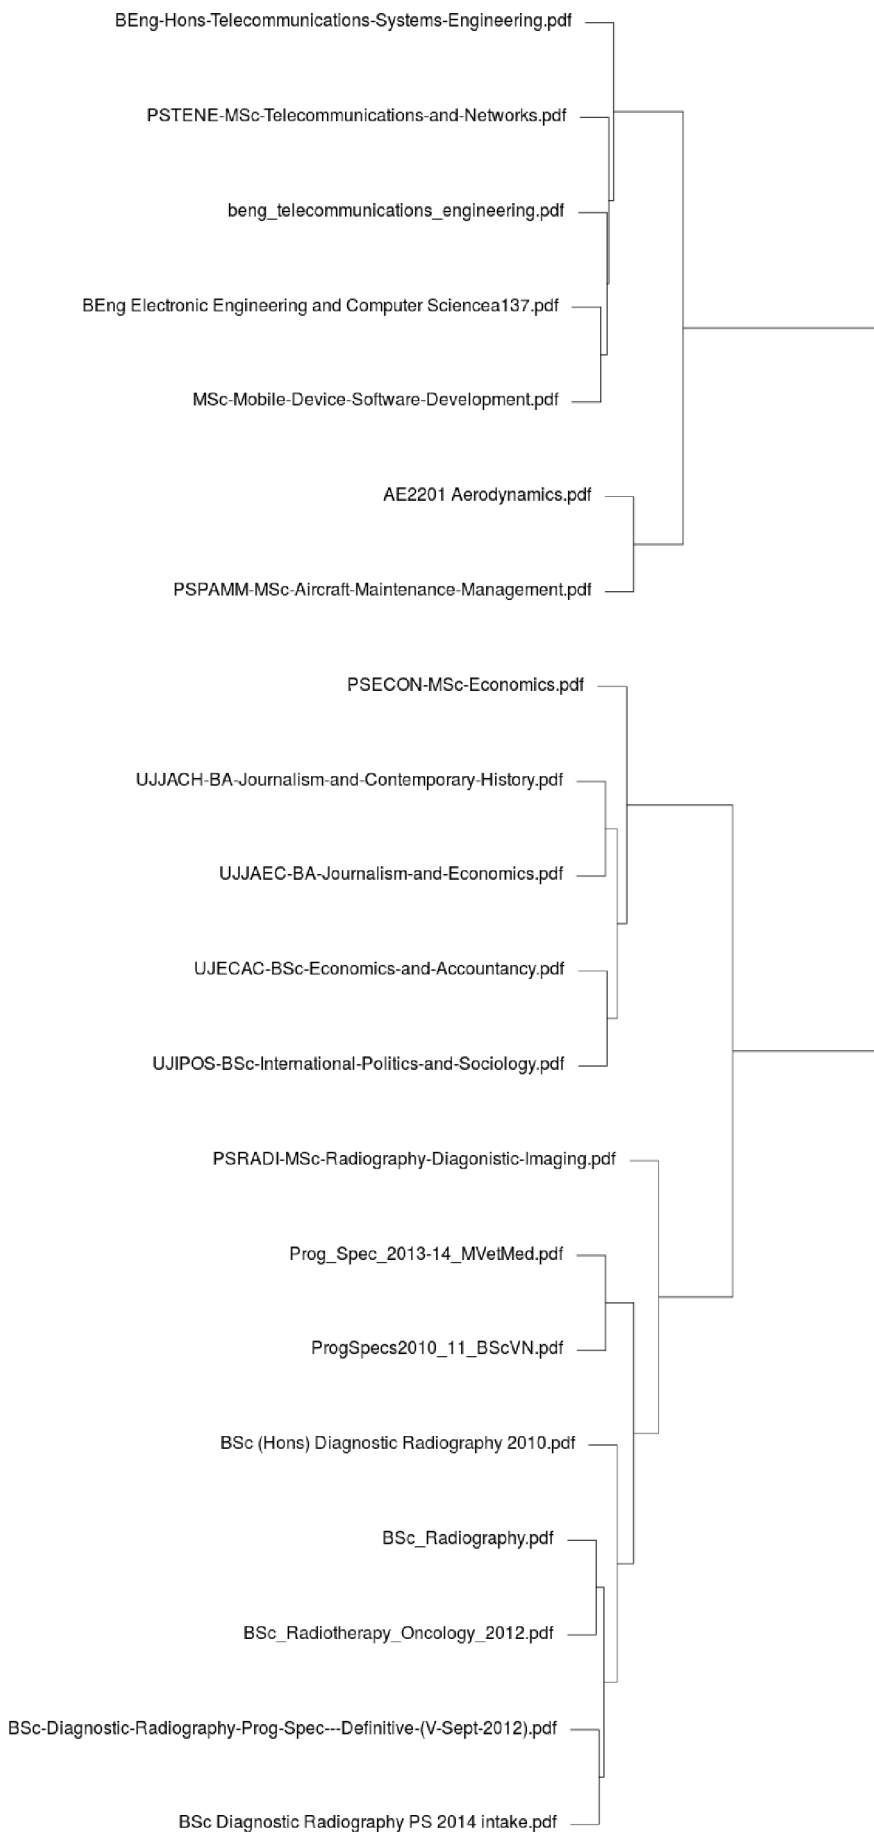 BEng-Hons-Telecommunications-Systems-Engineering.pdf
PSTENE-MSc-Telecommunications-and-Networks.pdf
beng_telecommunications_engineering.pdf
BEng Electronic Engineering and Computer Sciencea137.pdf
MSc-Mobile-Device-Software-Development.pdf
AE2201 Aerodynamics.pdf
PSPAMM-MSc-Aircraft-Maintenance-Management.pdf
PSECON-MSc-Economics.pdf
UJJACH-BA-Journalism-and-Contemporary-History.pdf
UJJAEC-BA-Journalism-and-Economics.pdf
UJECAC-BSc-Economics-and-Accountancy.pdf
UJIPOS-BSc-International-Politics-and-Sociology.pdf
PSRADI-MSc-Radiography-Diagonistic-Imaging.pdf
Prog_Spec_2013-14_MVetMed.pdf
ProgSpecs2010_11_BScVN.pdf
BSc (Hons) Diagnostic Radiography 2010.pdf
BSc_Radiography.pdf
BSc_Radiotherapy_Oncology_2012.pdf
BSc-Diagnostic-Radiography-Prog-Spec---Definitive-(V-Sept-2012).pdf
BSc Diagnostic Radiography PS 2014 intake.pdf